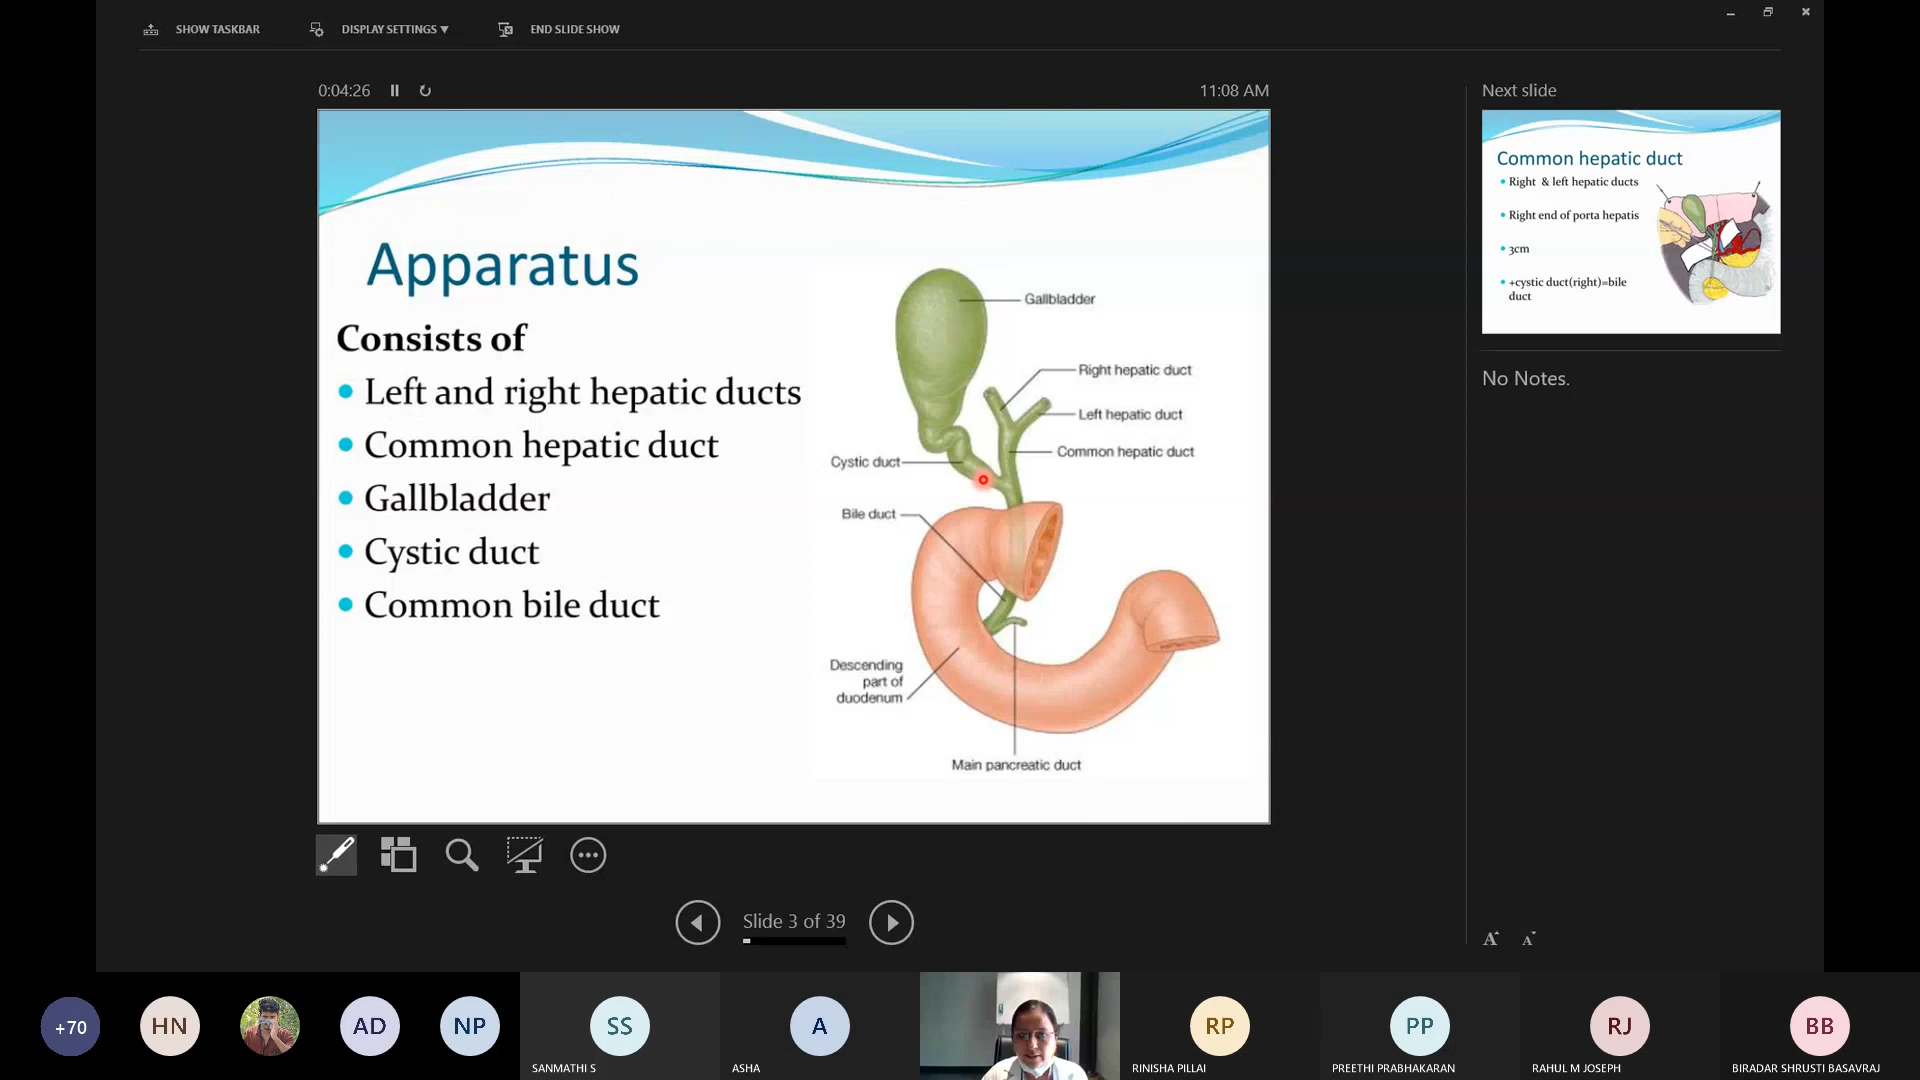 SHOW TASKBAR
DISPLAY SETTINGS ▼
END SLIDE SHOW
0:04:26
11:08 AM
Apparatus
Consists of
• Left and right hepatic ducts
• Common hepatic duct
• Gallbladder
• Cystic duct
• Common bile duct
Gallbladder
Right hepatic duct
Left hepatic duct
Common hepatic duct
Cystic duct
Bile duct
Descending
part of
duodenum
Main pancreatic duct
Next slide
Common hepatic duct
• Right & left hepatic ducts
• Right end of porta hepatis
• 3cm
• +cystic duct(right)=bile
duct
No Notes.
Slide 3 of 39
A A
+70
HN
AD
NP
SS
SANMATHI S
A
ASHA
RP
RINISHA PILLAI
PP
PREETHI PRABHAKARAN
RJ
RAHUL M JOSEPH
BB
BIRADAR SHRUSTI BASAVRAJ